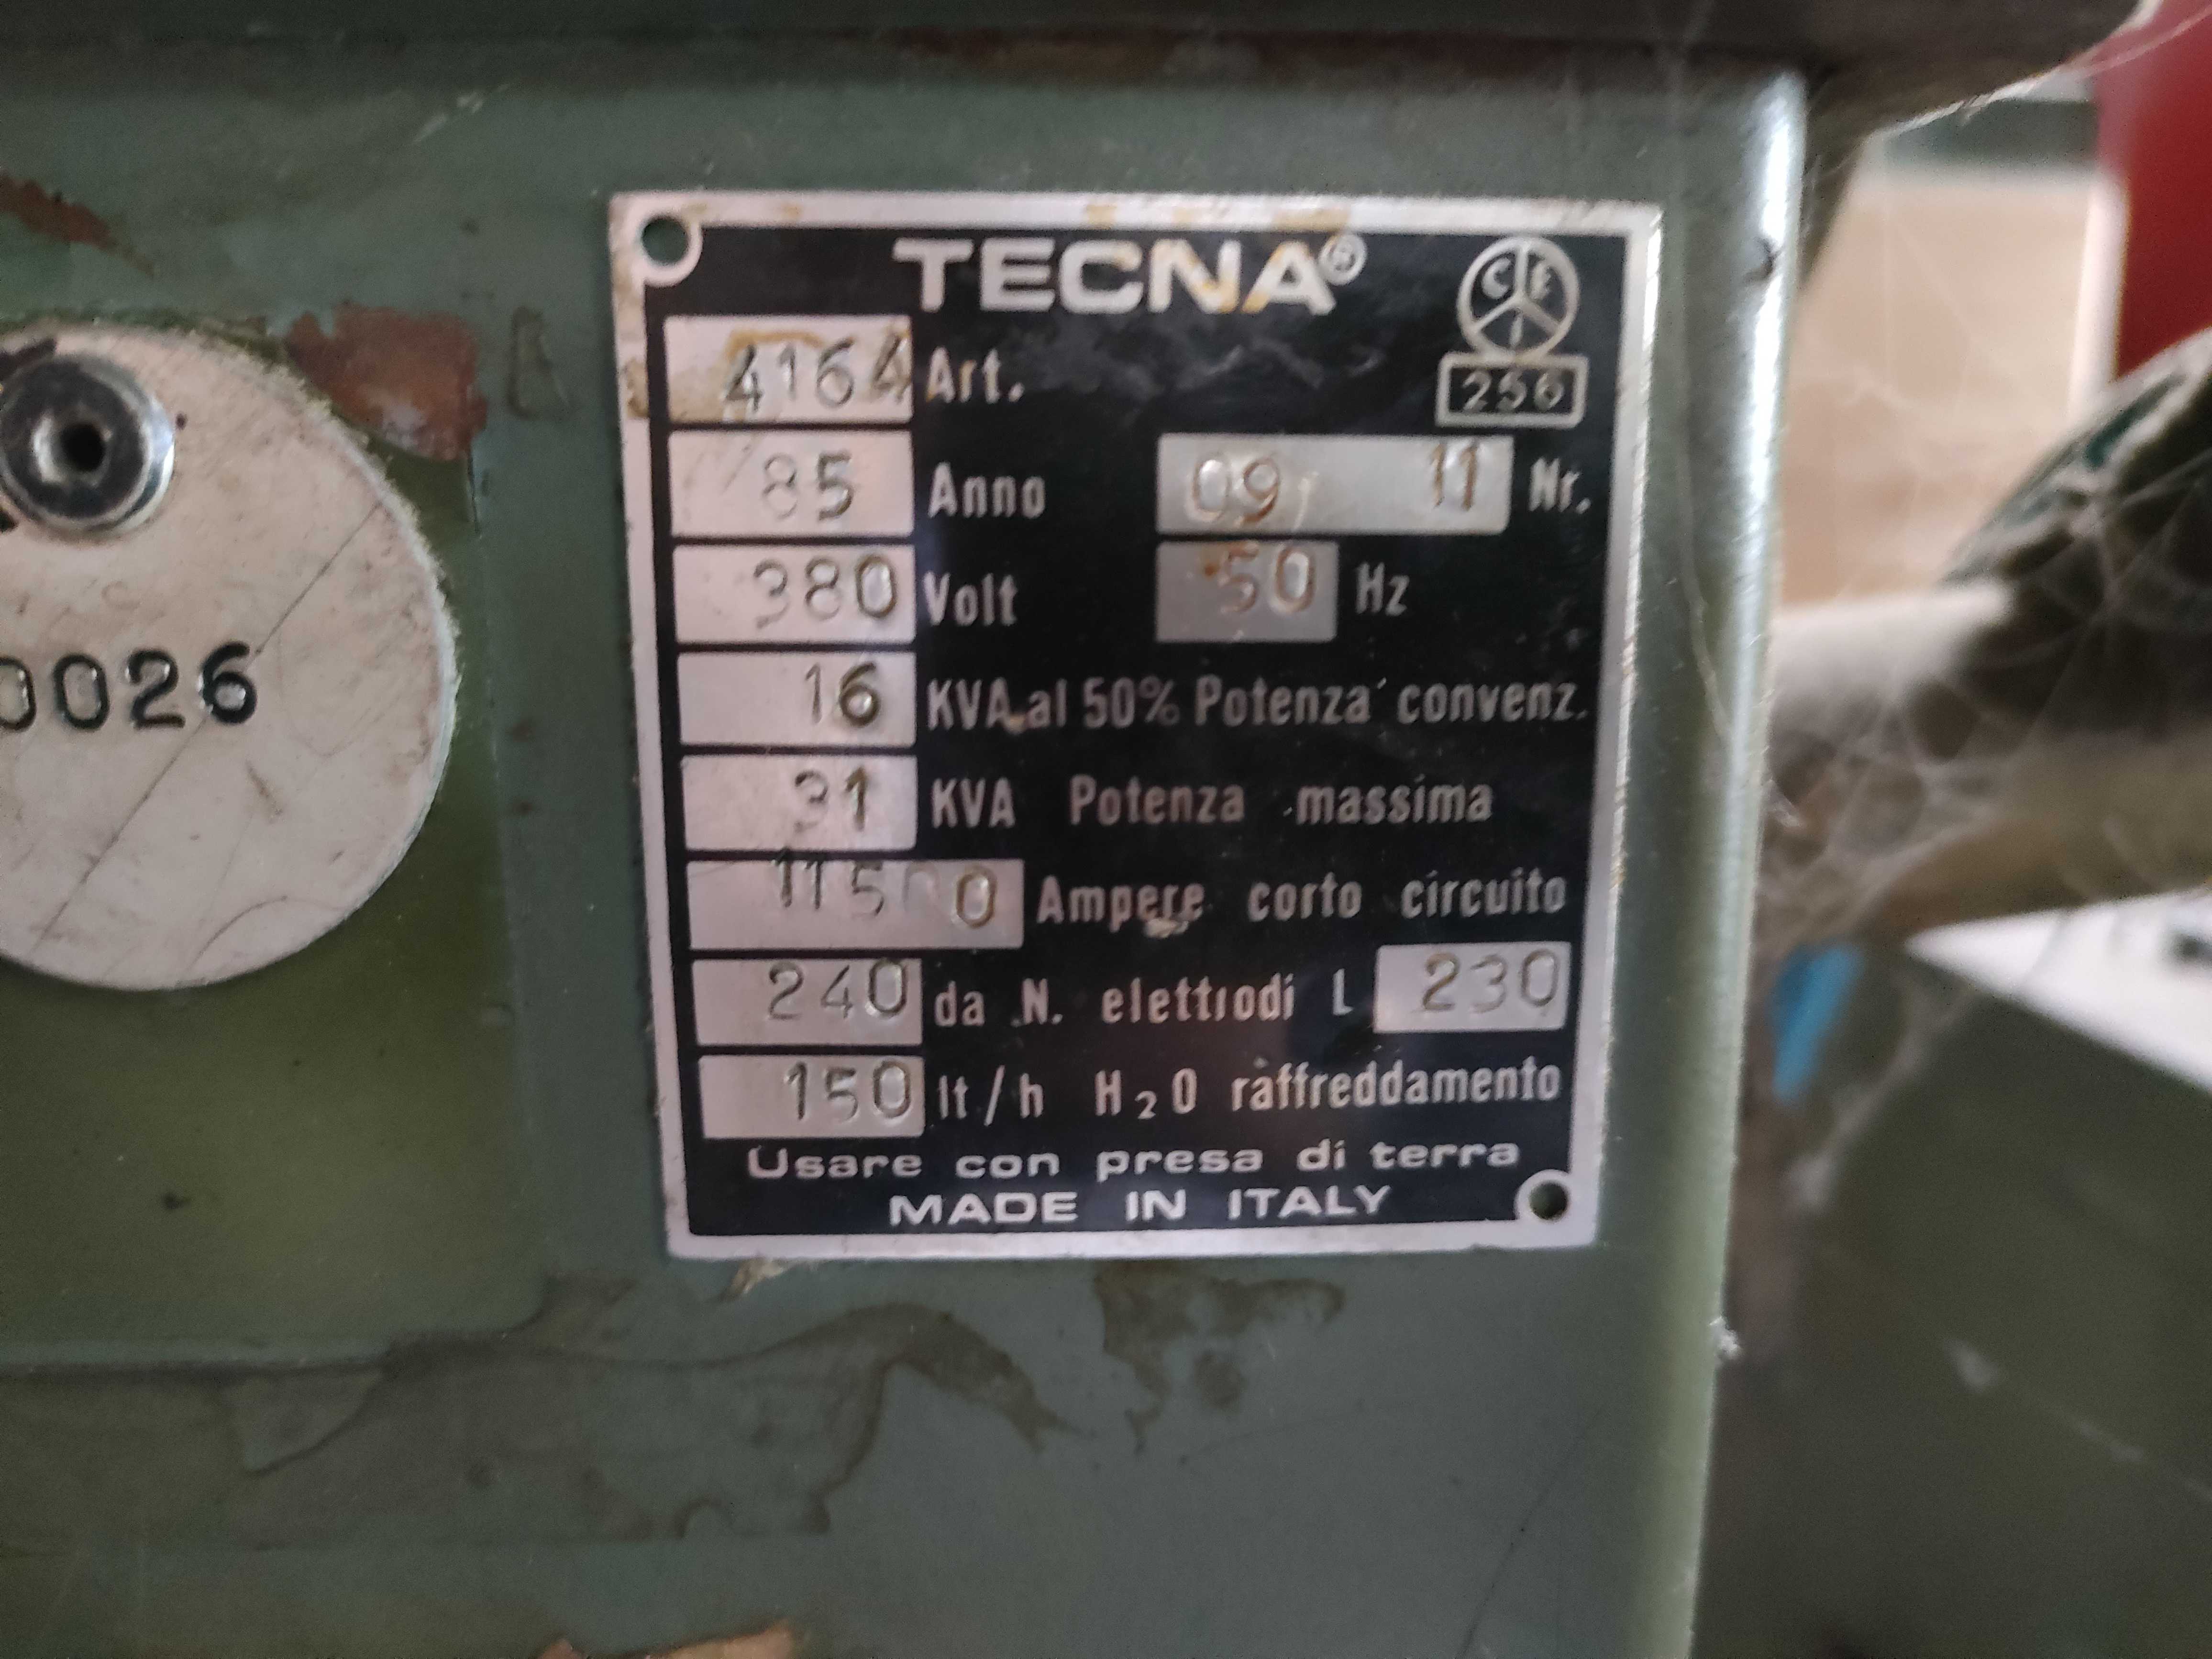 TECNA®
CEI
256
4164 Art.
85 Anno 09/ 11 Nr.
380 Volt 50 Hz
16 KVA al 50% Potenza convenz.
31 KVA Potenza massima
11500 Ampere corto circuito
240 da N. elettrodi L 230
150 lt/h H₂O raffreddamento
Usare con presa di terra
MADE IN ITALY
0026